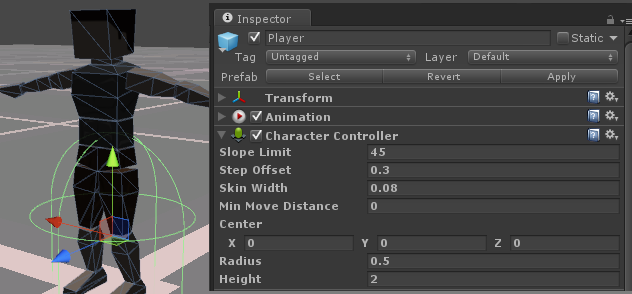 Inspector
Player Static
Tag Untagged Layer Default
Prefab Select Revert Apply
Transform
Animation
Character Controller
Slope Limit 45
Step Offset 0.3
Skin Width 0.08
Min Move Distance 0
Center
X 0 Y 0 Z 0
Radius 0.5
Height 2